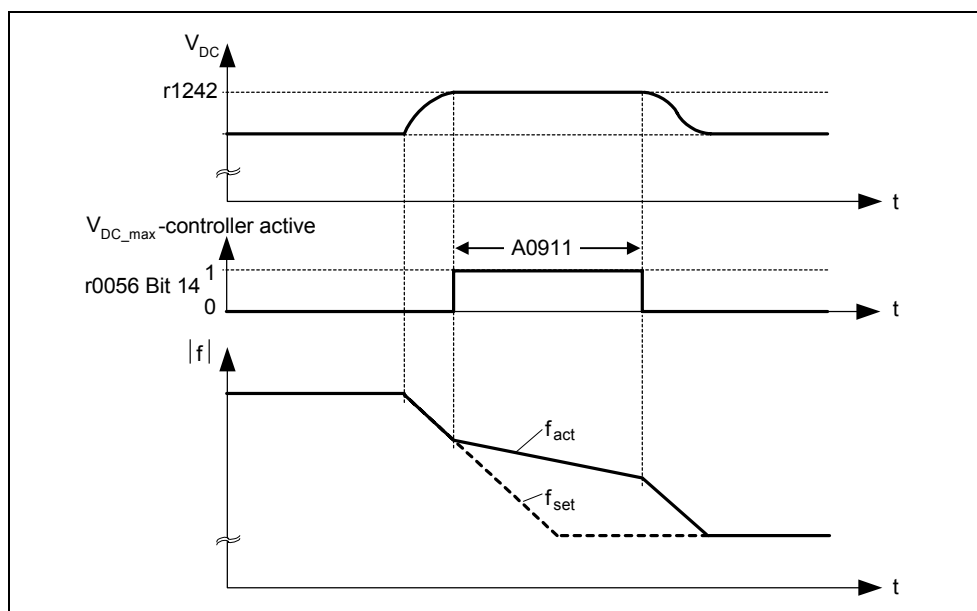 V_DC
r1242
t
V_DC_max -controller active
A0911
1
r0056 Bit 14
0
t
|f|
f_act
f_set
t